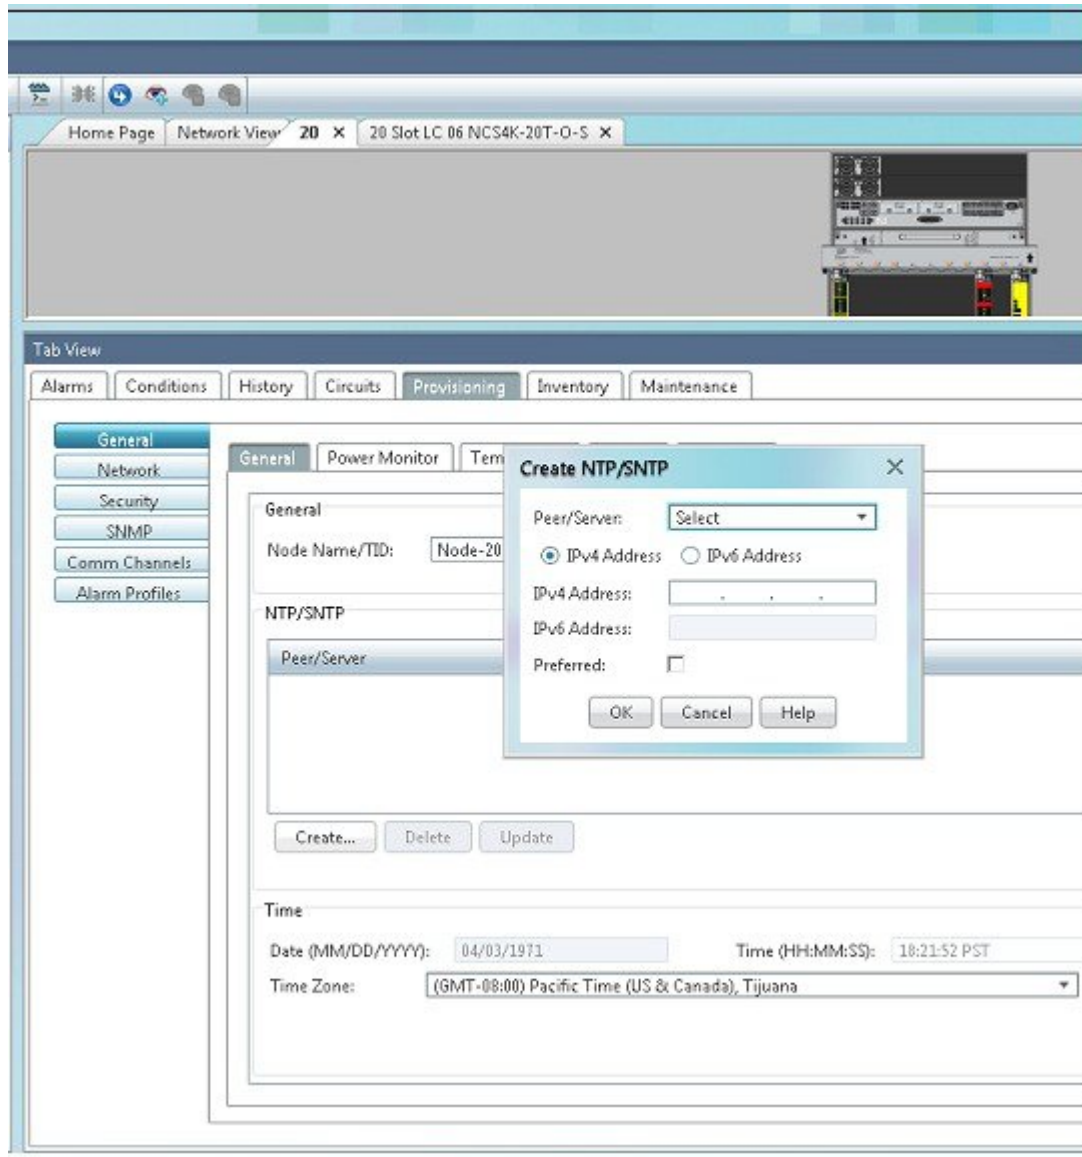 Home Page
Network View
20
20 Slot LC 06 NCS4K-20T-O-S
Tab View
Alarms
Conditions
History
Circuits
Provisioning
Inventory
Maintenance
General
Network
Security
SNMP
Comm Channels
Alarm Profiles
General
Power Monitor
Tem
General
Node Name/TID: Node-20
NTP/SNTP
Peer/Server
Create...
Delete
Update
Create NTP/SNTP
Peer/Server: Select
IPv4 Address
IPv6 Address
IPv4 Address: . . .
IPv6 Address:
Preferred:
OK
Cancel
Help
Time
Date (MM/DD/YYYY): 04/03/1971
Time (HH:MM:SS): 18:21:52 PST
Time Zone: (GMT-08:00) Pacific Time (US & Canada), Tijuana